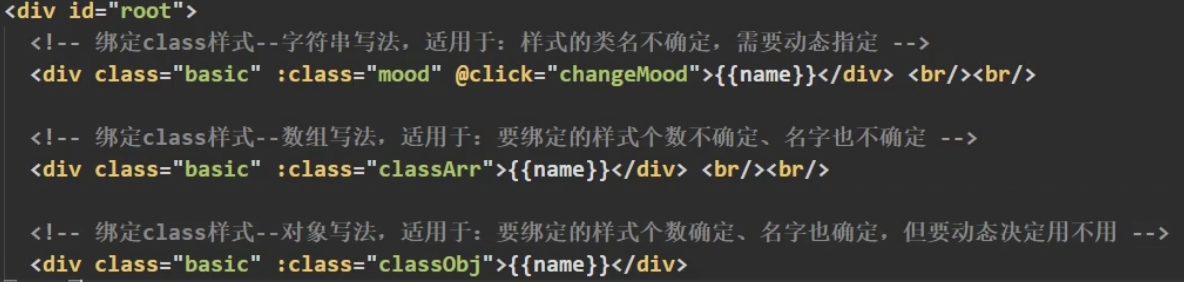 <div id="root">
<!-- 绑定class样式--字符串写法，适用于：样式的类名不确定，需要动态指定 -->
<div class="basic" :class="mood" @click="changeMood">{{name}}</div> <br/><br/>
<!-- 绑定class样式--数组写法，适用于：要绑定的样式个数不确定、名字也不确定 -->
<div class="basic" :class="classArr">{{name}}</div> <br/><br/>
<!-- 绑定class样式--对象写法，适用于：要绑定的样式个数确定、名字也确定，但要动态决定用不用 -->
<div class="basic" :class="classObj">{{name}}</div>